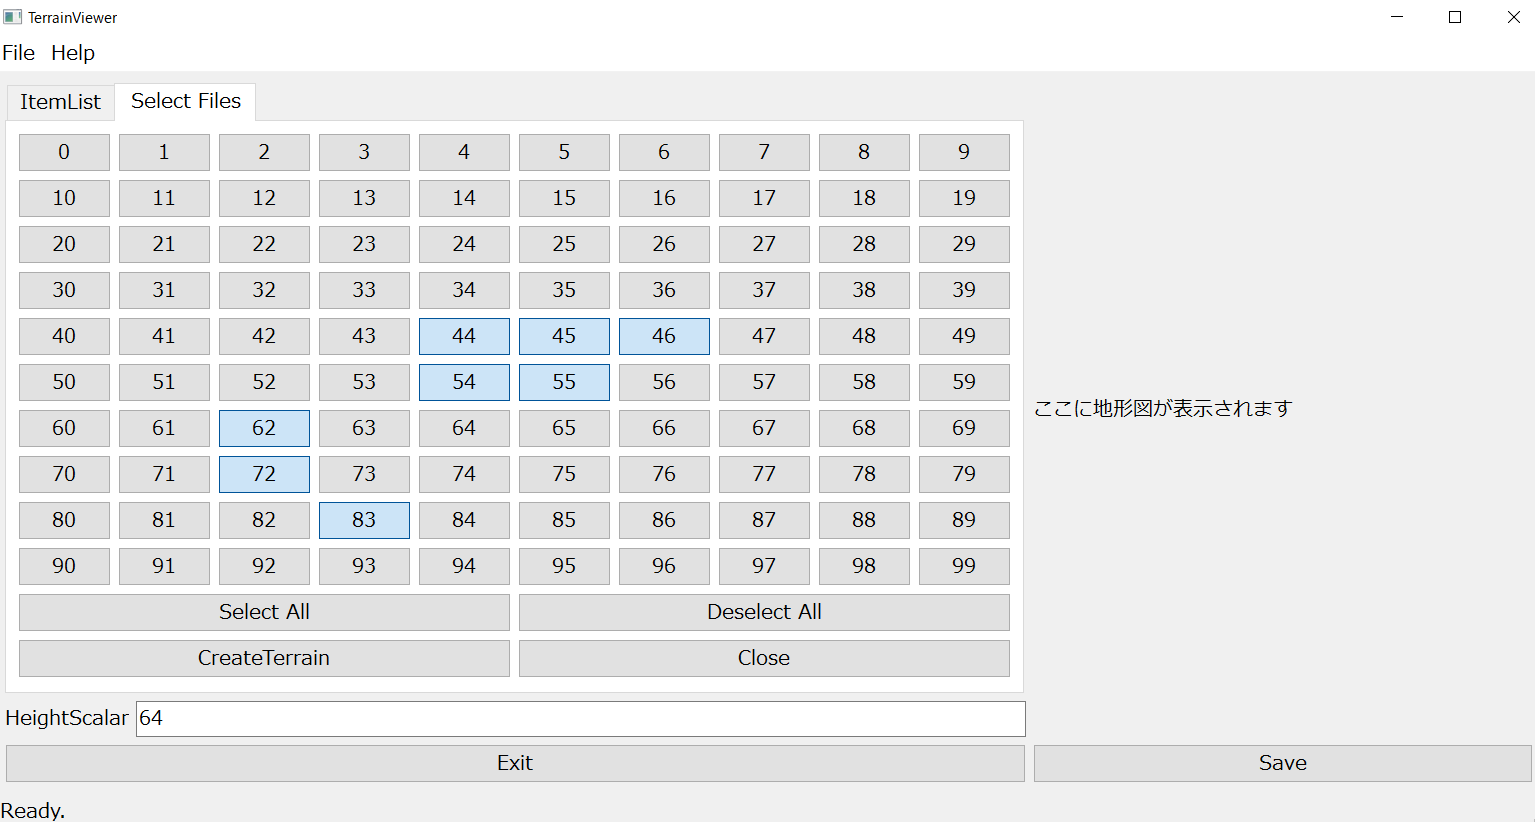 TerrainViewer
File Help
ItemList Select Files
0 1 2 3 4 5 6 7 8 9
10 11 12 13 14 15 16 17 18 19
20 21 22 23 24 25 26 27 28 29
30 31 32 33 34 35 36 37 38 39
40 41 42 43 44 45 46 47 48 49
50 51 52 53 54 55 56 57 58 59
60 61 62 63 64 65 66 67 68 69
70 71 72 73 74 75 76 77 78 79
80 81 82 83 84 85 86 87 88 89
90 91 92 93 94 95 96 97 98 99
Select All Deselect All
CreateTerrain Close
HeightScalar 64
ここに地形図が表示されます
Exit Save
Ready.